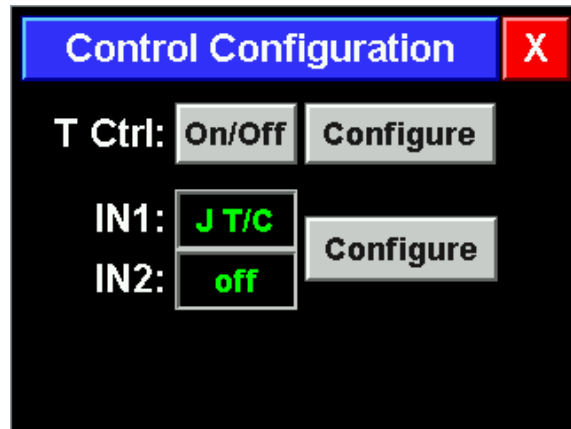 Control Configuration X
T Ctrl: On/Off Configure
IN1: J T/C
Configure
IN2: off